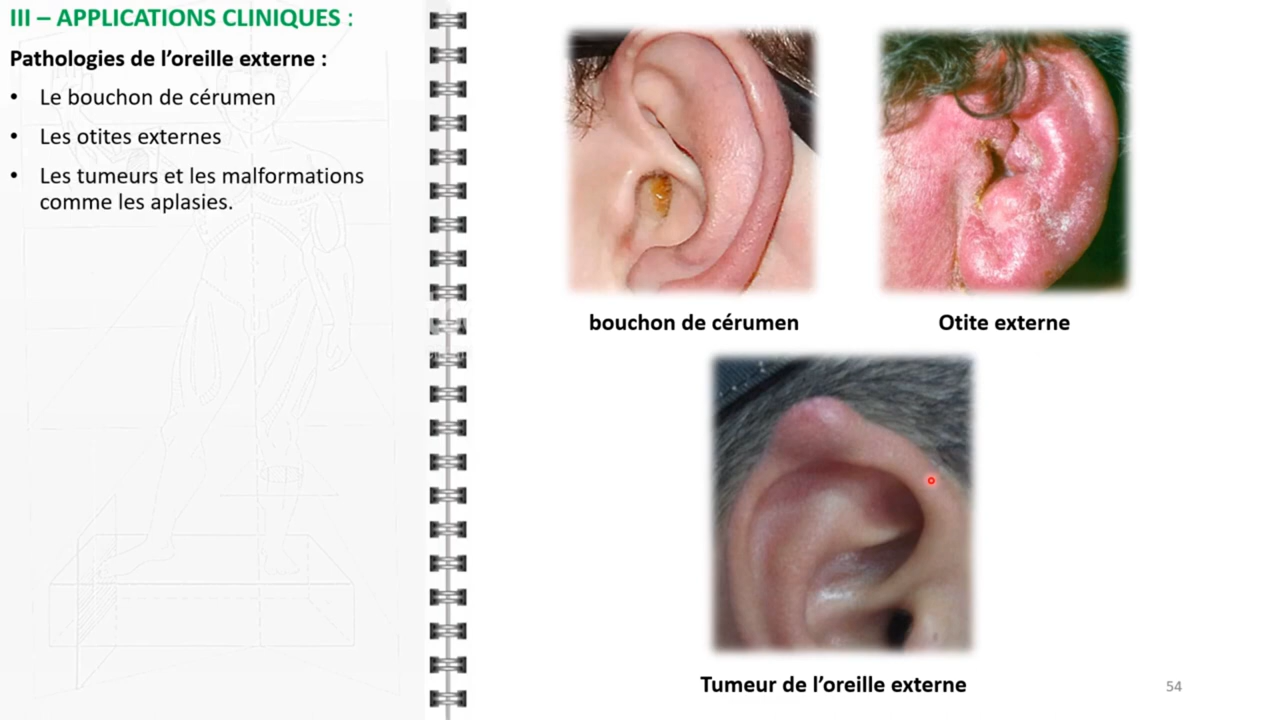 III – APPLICATIONS CLINIQUES :
Pathologies de l’oreille externe :
• Le bouchon de cérumen
• Les otites externes
• Les tumeurs et les malformations
comme les aplasies.
bouchon de cérumen
Otite externe
Tumeur de l’oreille externe
54